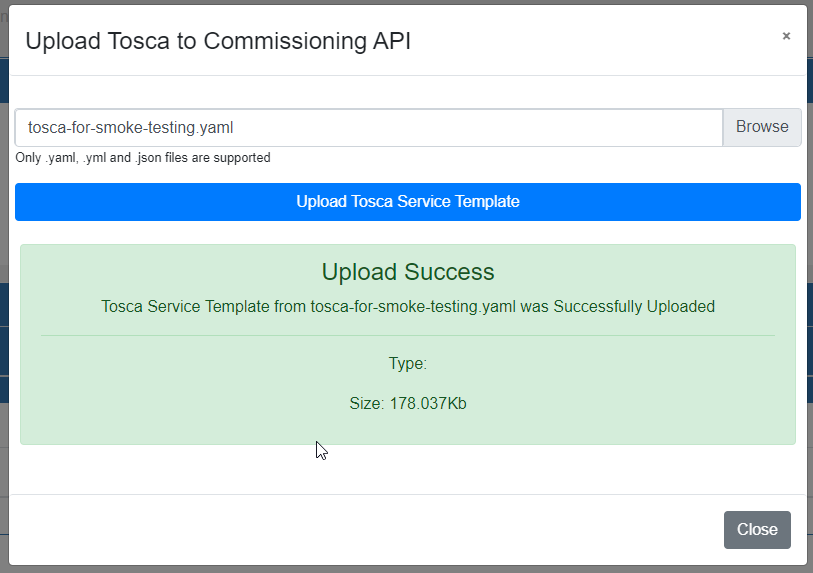 Upload Tosca to Commissioning API
×
tosca-for-smoke-testing.yaml
Browse
Only .yaml, .yml and .json files are supported
Upload Tosca Service Template
Upload Success
Tosca Service Template from tosca-for-smoke-testing.yaml was Successfully Uploaded
Type:
Size: 178.037Kb
Close